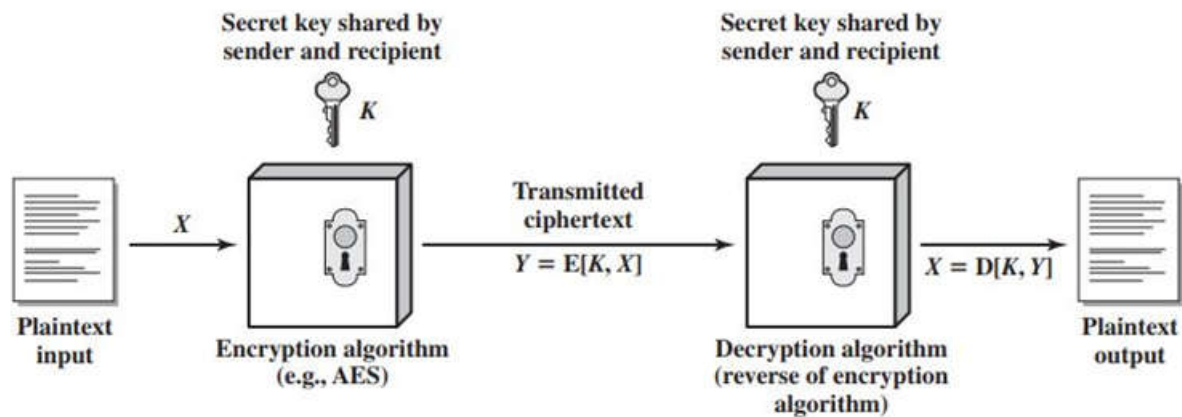 Secret key shared by
sender and recipient
K
Secret key shared by
sender and recipient
K
X
Transmitted
ciphertext
Y = E[K, X]
X = D[K, Y]
Plaintext
input
Encryption algorithm
(e.g., AES)
Decryption algorithm
(reverse of encryption
algorithm)
Plaintext
output